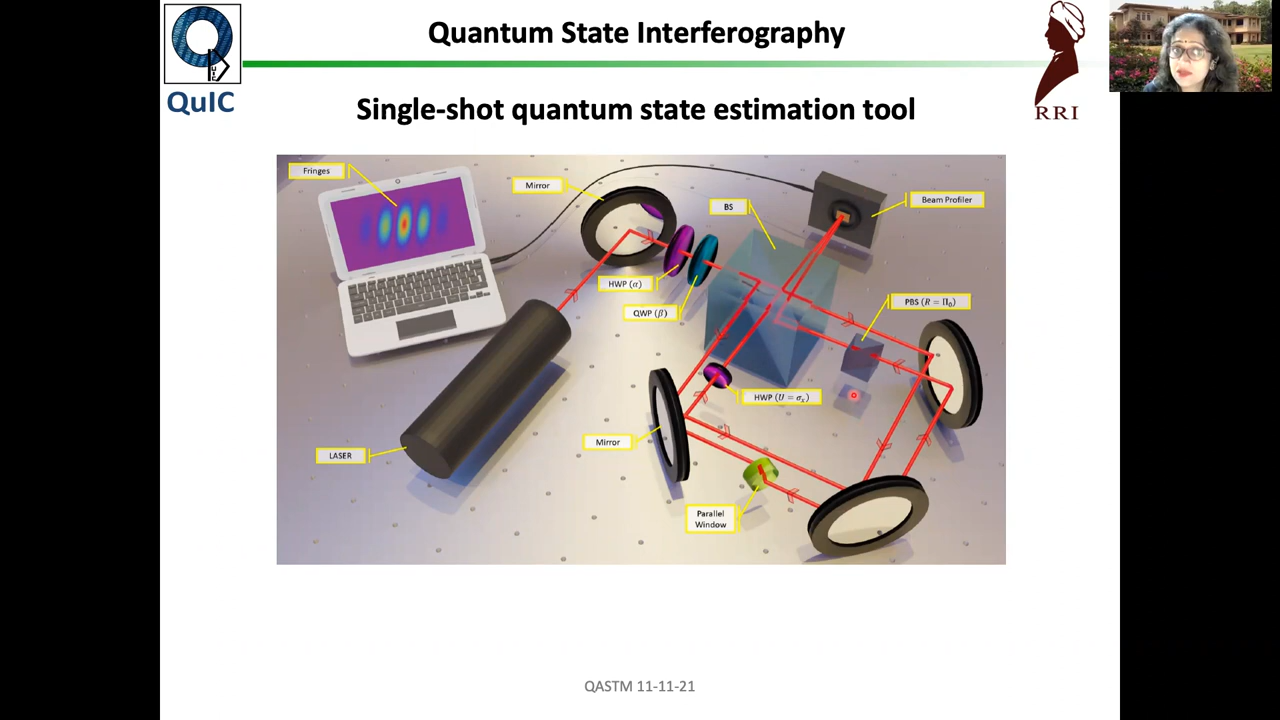 Quantum State Interferography
QuIC
RRI
Single-shot quantum state estimation tool
Fringes
Mirror
BS
Beam Profiler
HWP (α)
QWP (β)
PBS (R = Π₀)
HWP (U = σₓ)
Mirror
LASER
Parallel
Window
QASTM 11-11-21